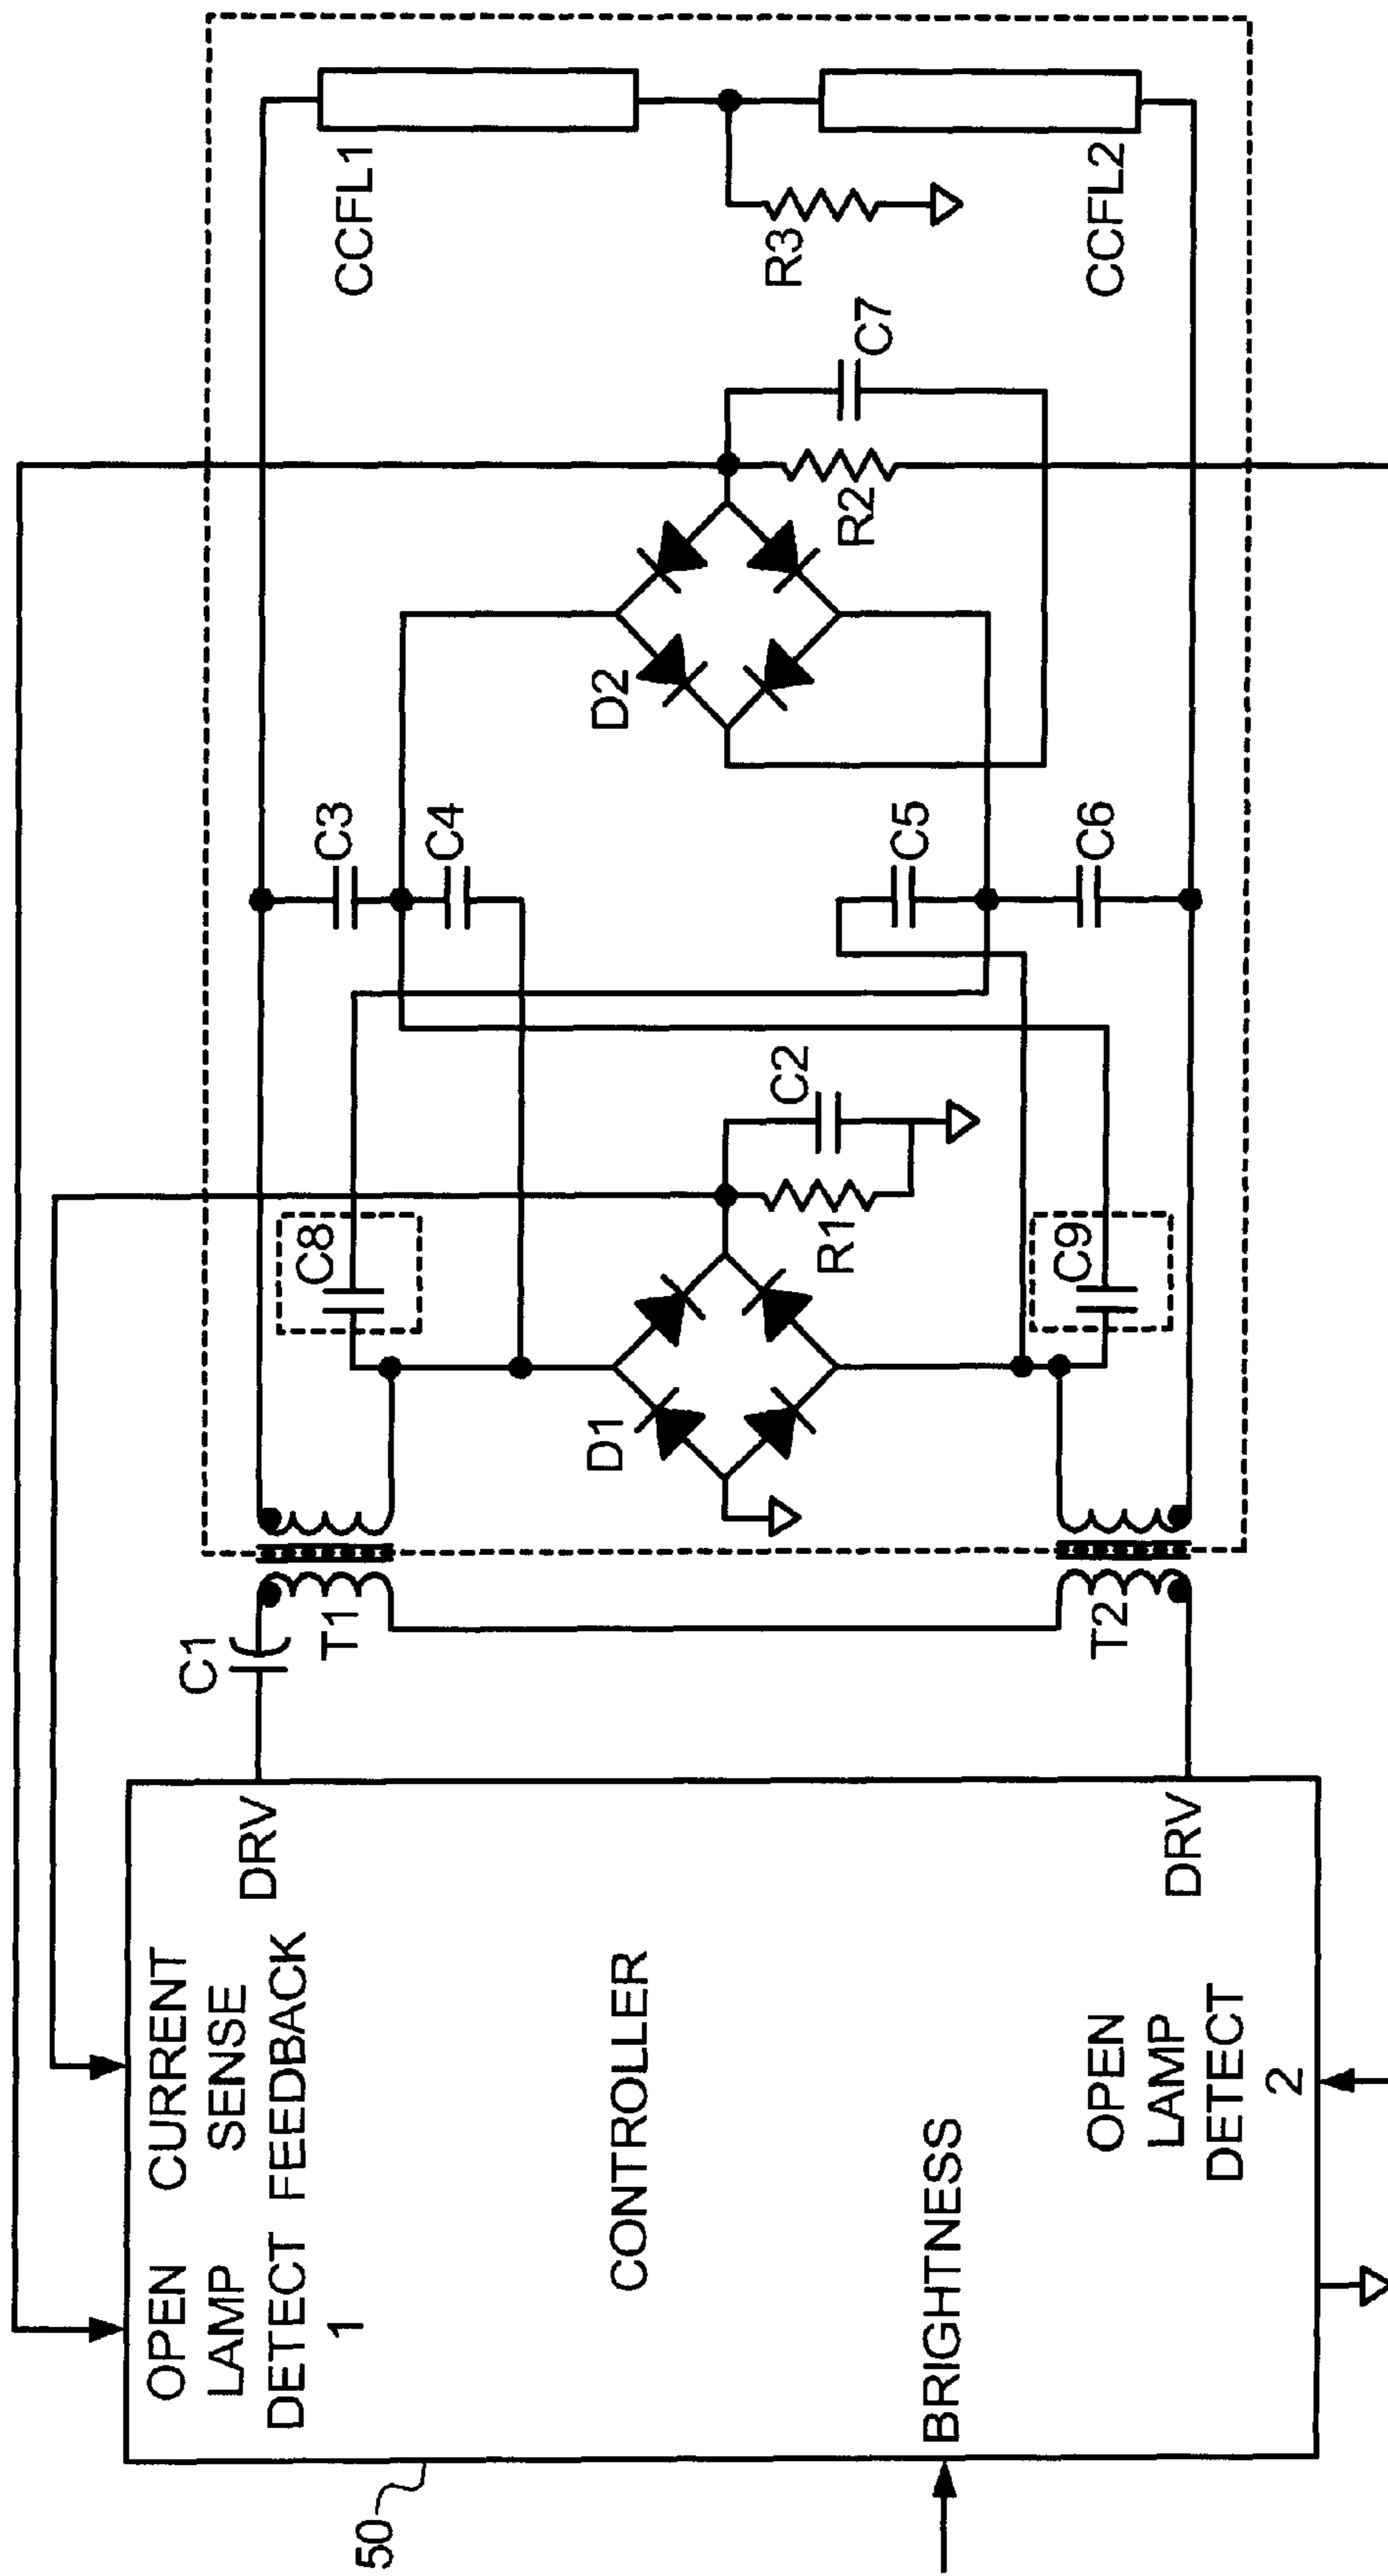 50
OPEN
LAMP
DETECT
1
CURRENT
SENSE
FEEDBACK
DRV
CONTROLLER
BRIGHTNESS
OPEN
LAMP
DETECT
2
DRV
C1
T1
T2
C8
D1
R1
C2
C9
C3
C4
C5
C6
D2
R2
C7
R3
CCFL1
CCFL2